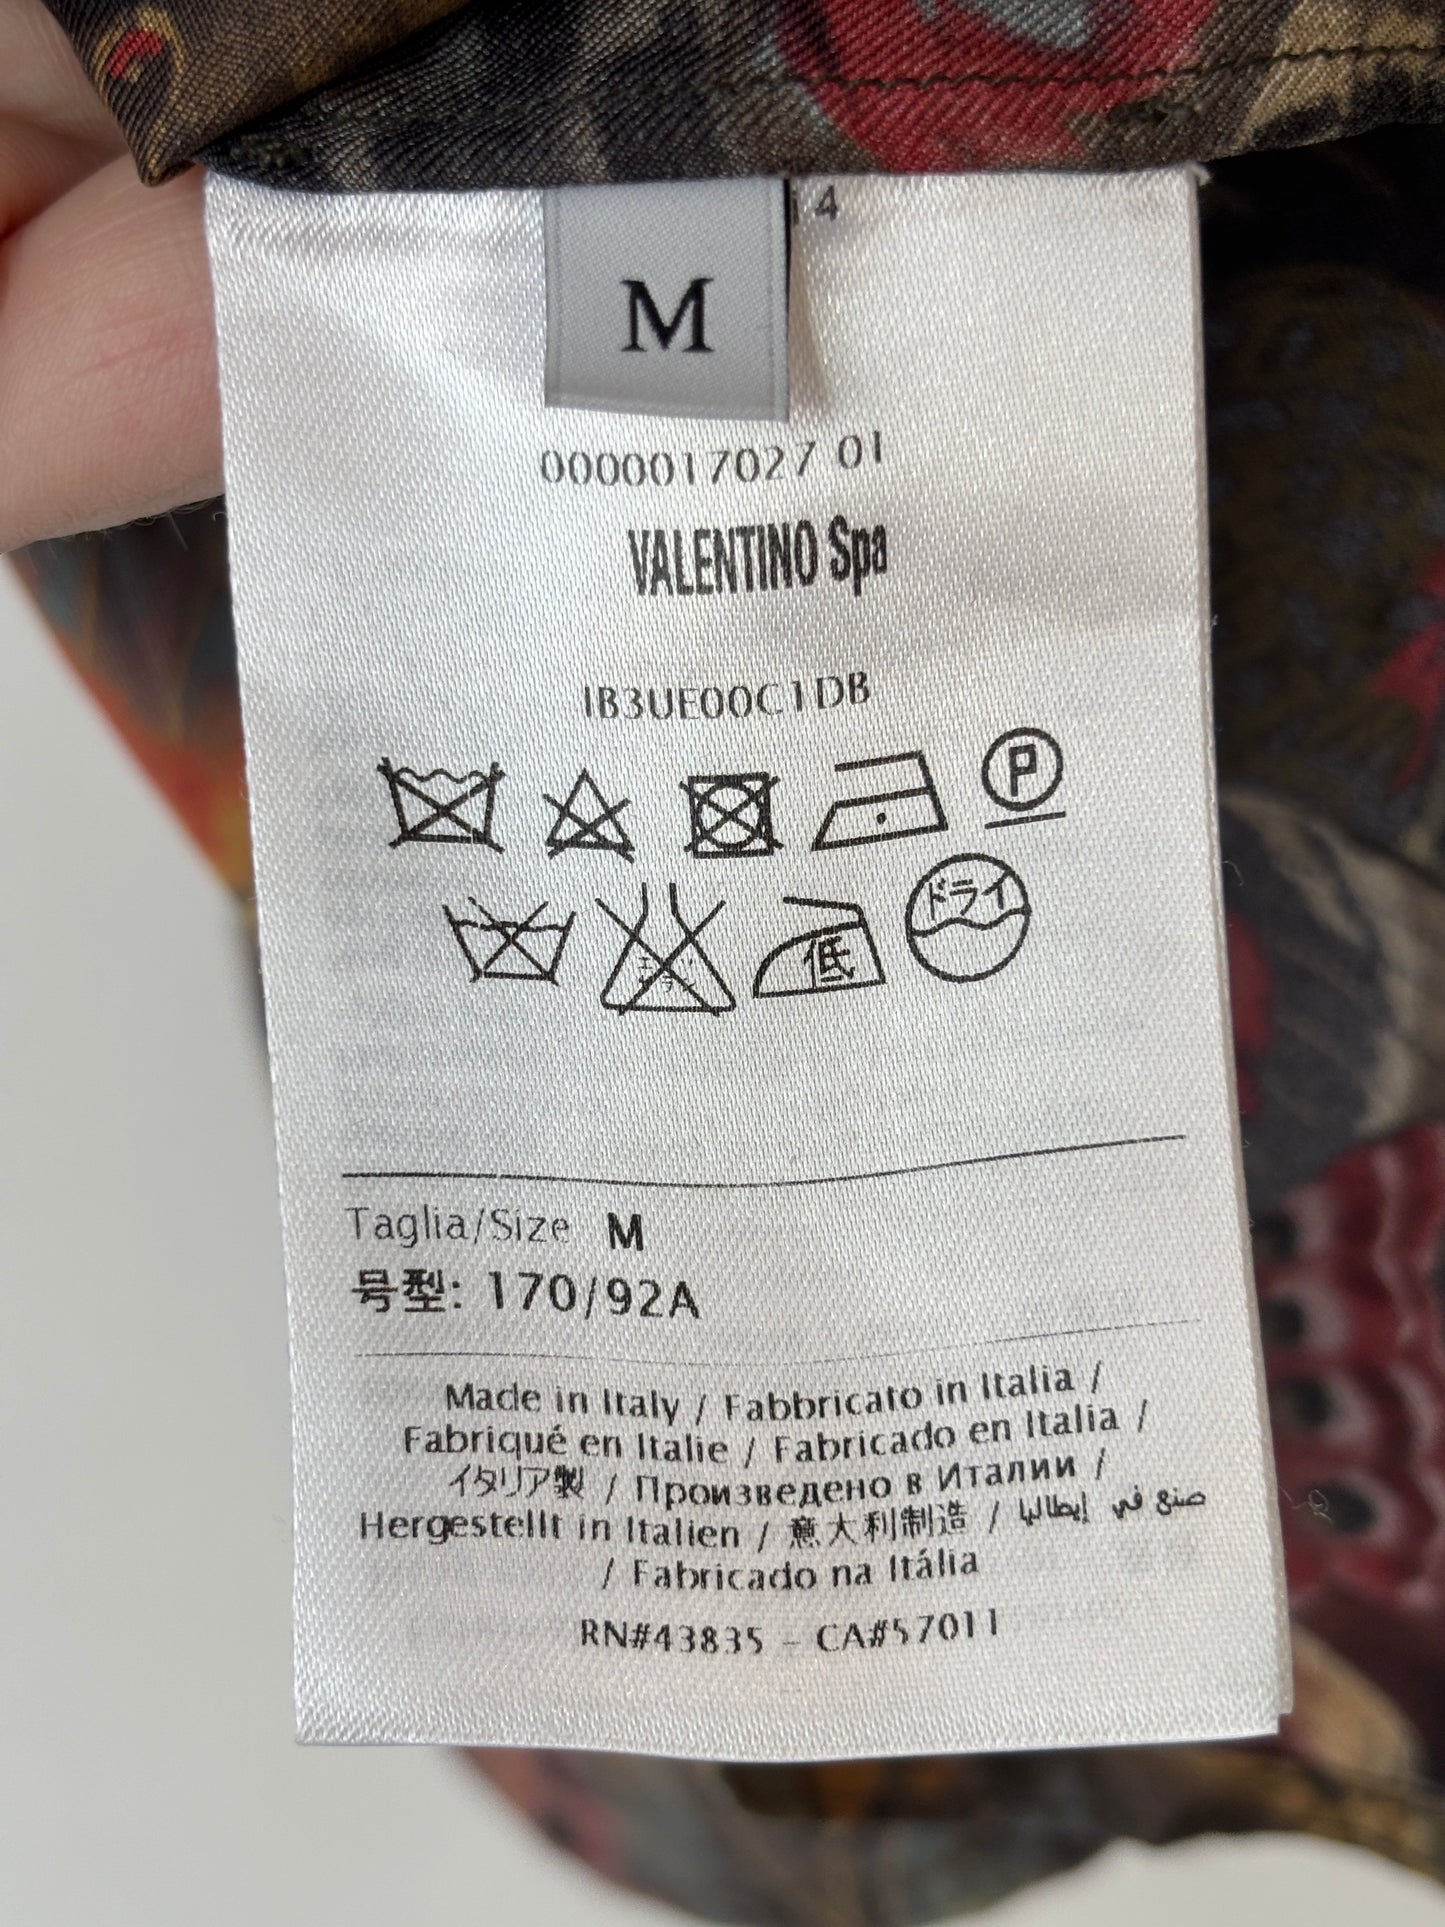 14
M
0000017027 01
VALENTINO Spa
IB3UE00C1DB
P
ドライ
低
Taglia/Size M
号型: 170/92A
Made in Italy / Fabbricato in Italia /
Fabriqué en Italie / Fabricado en Italia /
イタリア製 / Произведено в Италии /
Hergestellt in Italien / 意大利制造 / صنع في إيطاليا
/ Fabricado na Itália
RN#43835 - CA#57011